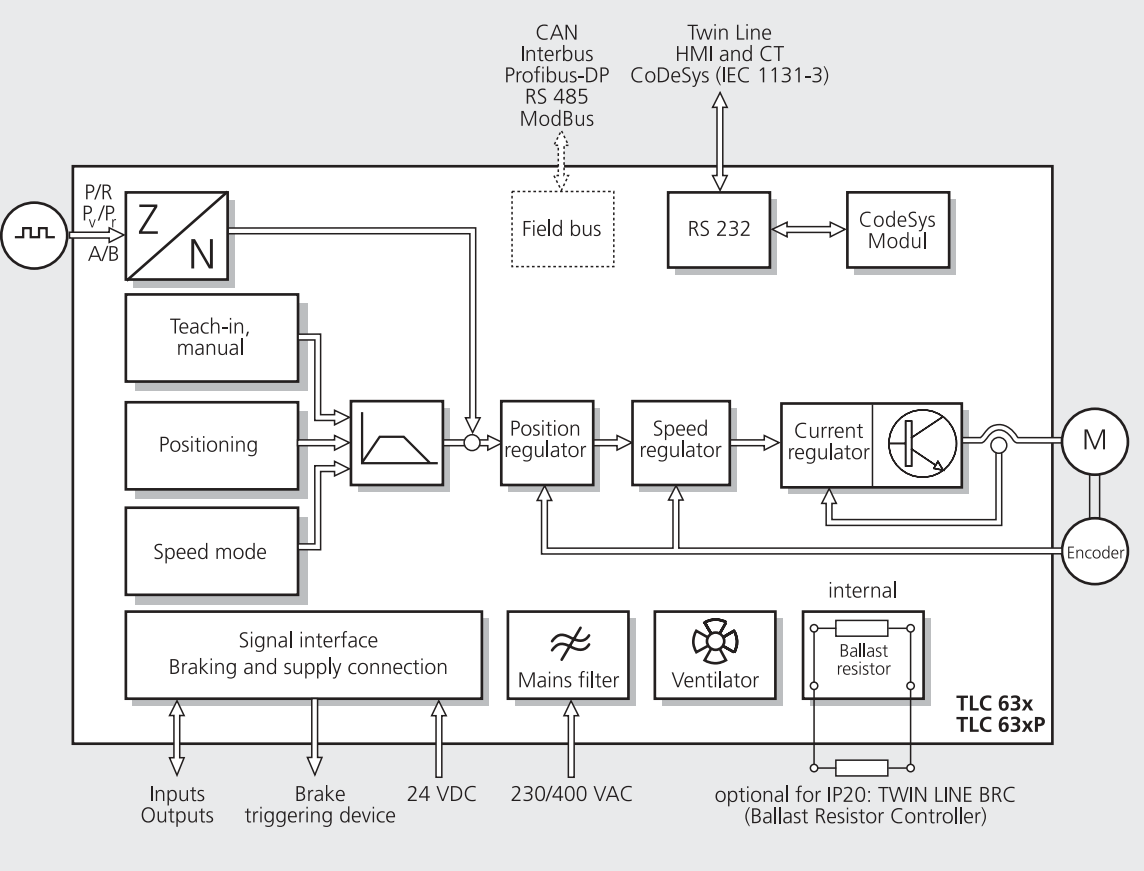 CAN
Interbus
Profibus-DP
RS 485
ModBus
Twin Line
HMI and CT
CoDeSys (IEC 1131-3)
P/R
Pv/Pr
A/B
Z
N
Field bus
RS 232
CodeSys
Modul
Teach-in,
manual
Positioning
Speed mode
Position
regulator
Speed
regulator
Current
regulator
M
Encoder
internal
Signal interface
Braking and supply connection
Mains filter
Ventilator
Ballast
resistor
TLC 63x
TLC 63xP
Inputs
Outputs
Brake
triggering device
24 VDC
230/400 VAC
optional for IP20: TWIN LINE BRC
(Ballast Resistor Controller)